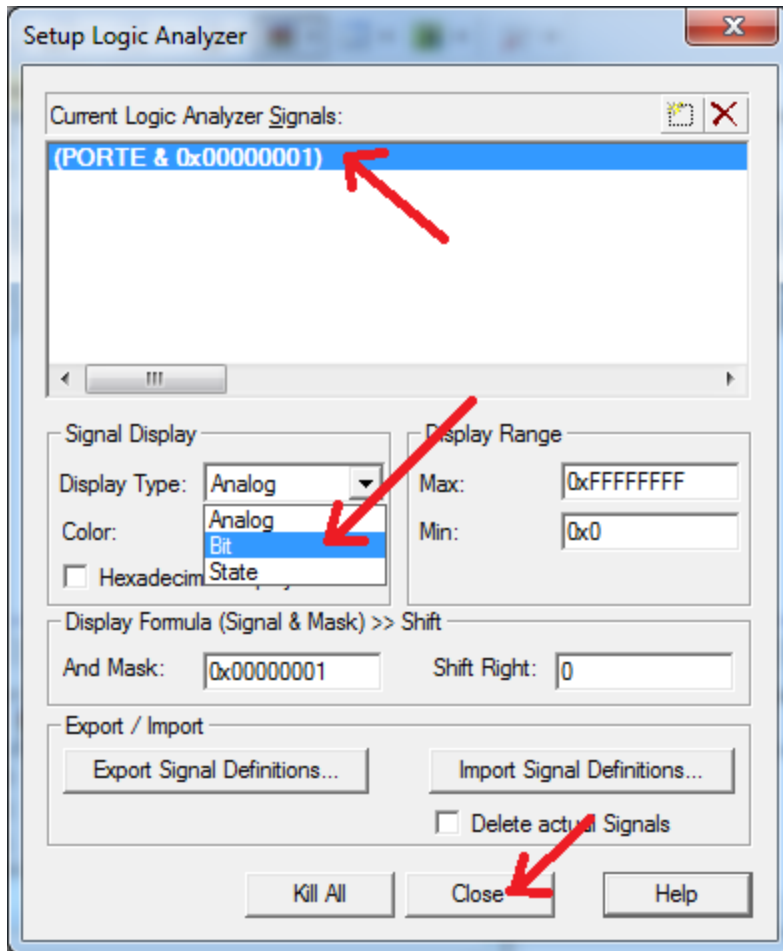 Setup Logic Analyzer
Current Logic Analyzer Signals:
(PORTE & 0x00000001)
Signal Display
Display Range
Display Type: Analog
Max: 0xFFFFFFFF
Analog
Color:
Bit
Min: 0x0
State
Display Formula (Signal & Mask) >> Shift
And Mask: 0x00000001
Shift Right: 0
Export / Import
Export Signal Definitions...
Import Signal Definitions...
Delete actual Signals
Kill All
Close
Help